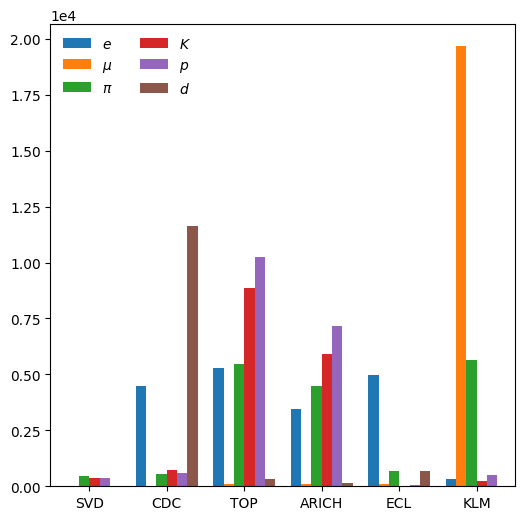 1e4
2.00
1.75
1.50
1.25
1.00
0.75
0.50
0.25
0.00
e
μ
π
K
p
d
SVD CDC TOP ARICH ECL KLM